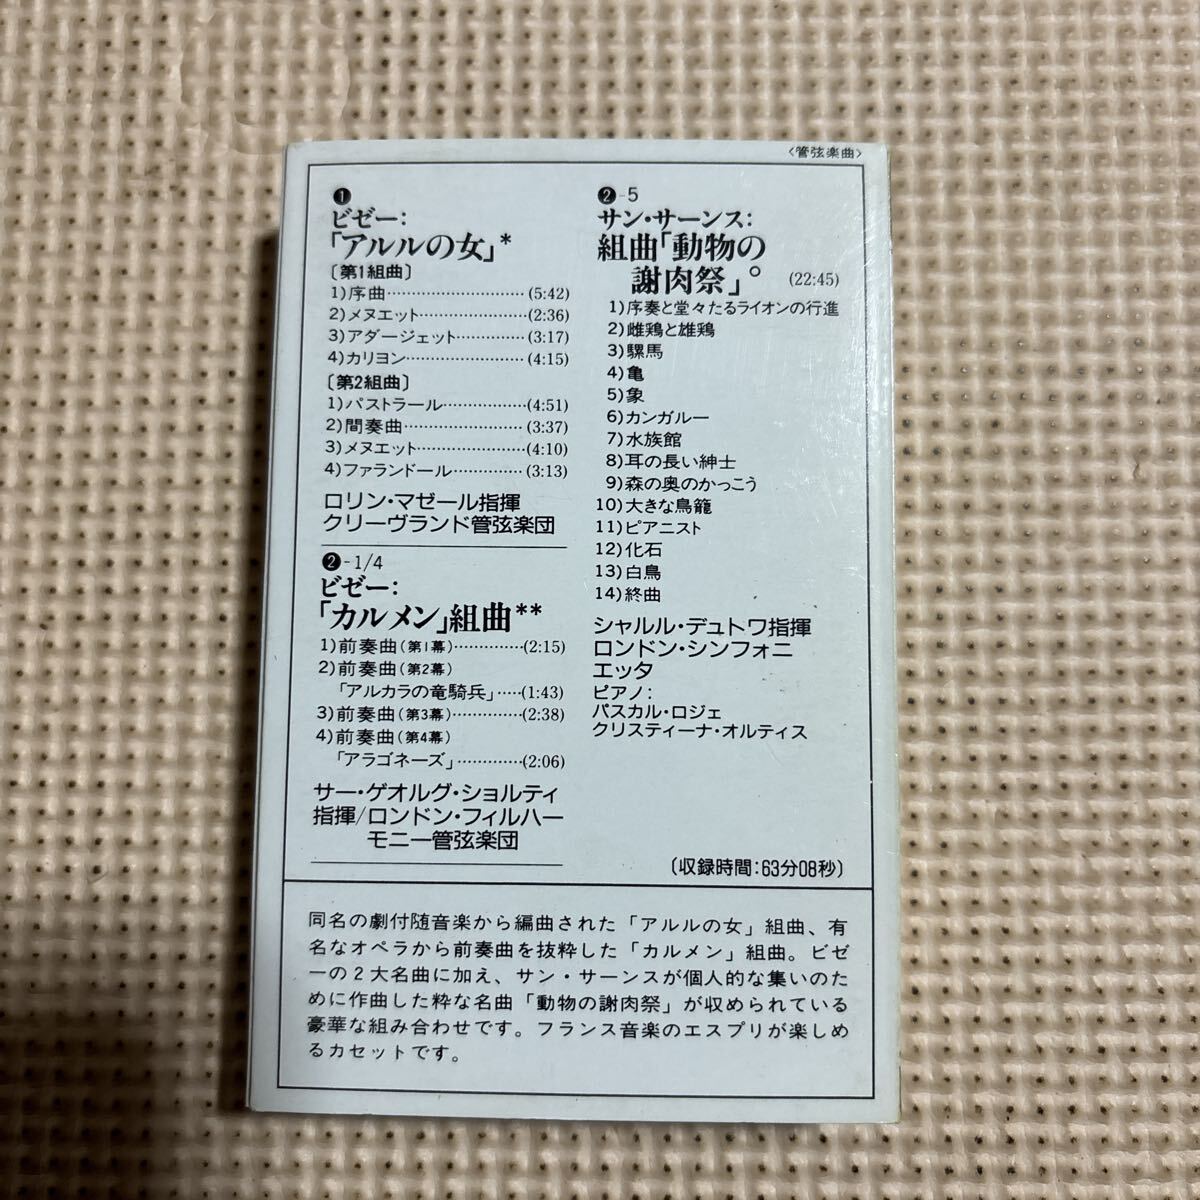 〈管弦楽曲〉
❶
ビゼー:
「アルルの女」*
〔第1組曲〕
1)序曲…………………………(5:42)
2)メヌエット…………………(2:36)
3)アダージェット……………(3:17)
4)カリヨン……………………(4:15)
〔第2組曲〕
1)パストラール………………(4:51)
2)間奏曲………………………(3:37)
3)メヌエット…………………(4:10)
4)ファランドール……………(3:13)
ロリン・マゼール指揮
クリーヴランド管弦楽団
❷-1/4
ビゼー:
「カルメン」組曲**
1)前奏曲(第1幕)……………(2:15)
2)前奏曲(第2幕)
「アルカラの竜騎兵」……(1:43)
3)前奏曲(第3幕)……………(2:38)
4)前奏曲(第4幕)
「アラゴネーズ」…………(2:06)
サー・ゲオルグ・ショルティ
指揮/ロンドン・フィルハー
モニー管弦楽団
❷-5
サン・サーンス:
組曲「動物の
謝肉祭」° (22:45)
1)序奏と堂々たるライオンの行進
2)雌鶏と雄鶏
3)騾馬
4)亀
5)象
6)カンガルー
7)水族館
8)耳の長い紳士
9)森の奥のかっこう
10)大きな鳥籠
11)ピアニスト
12)化石
13)白鳥
14)終曲
シャルル・デュトワ指揮
ロンドン・シンフォニ
エッタ
ピアノ:
パスカル・ロジェ
クリスティーナ・オルティス
〔収録時間:63分08秒〕
同名の劇付随音楽から編曲された「アルルの女」組曲、有
名なオペラから前奏曲を抜粋した「カルメン」組曲。ビゼ
ーの2大名曲に加え、サン・サーンスが個人的な集いのた
めに作曲した粋な名曲「動物の謝肉祭」が収められている
豪華な組み合わせです。フランス音楽のエスプリが楽しめ
るカセットです。